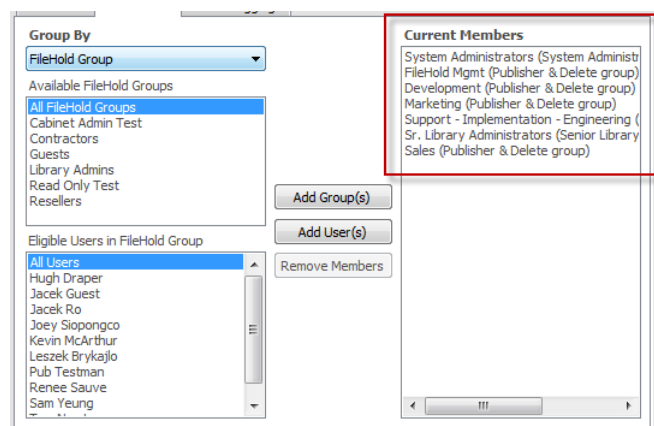 Group By
FileHold Group
Available FileHold Groups
All FileHold Groups
Cabinet Admin Test
Contractors
Guests
Library Admins
Read Only Test
Resellers
Eligible Users in FileHold Group
All Users
Hugh Draper
Jacek Guest
Jacek Ro
Joey Siopongco
Kevin McArthur
Leszek Brykajlo
Pub Testman
Renee Sauve
Sam Yeung
Add Group(s)
Add User(s)
Remove Members
Current Members
System Administrators (System Administr
FileHold Mgmt (Publisher & Delete group)
Development (Publisher & Delete group)
Marketing (Publisher & Delete group)
Support - Implementation - Engineering (
Sr. Library Administrators (Senior Library
Sales (Publisher & Delete group)